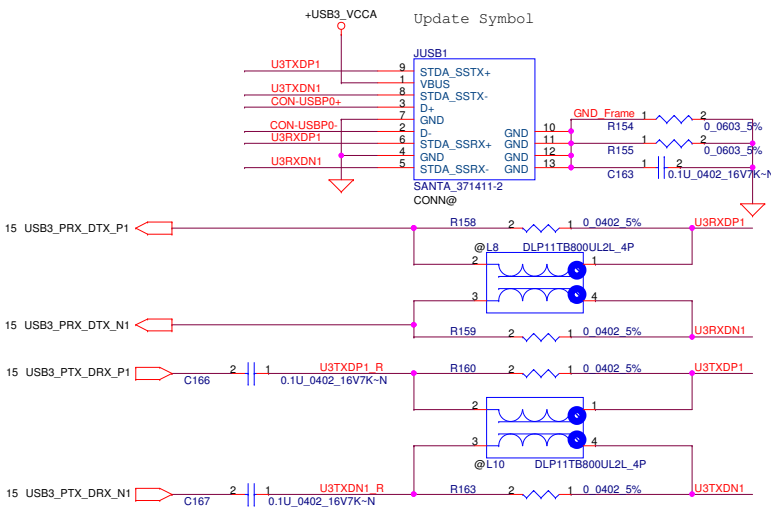 +USB3_VCCA
Update Symbol
JUSB1
U3TXDP1 9 STDA_SSTX+
1 VBUS
U3TXDN1 8 STDA_SSTX-
CON-USBP0+ 3 D+
7 GND
CON-USBP0- 2 D-
U3RXDP1 6 STDA_SSRX+
4 GND
U3RXDN1 5 STDA_SSRX-
GND 10
GND 11
GND 12
GND 13
SANTA_371411-2
CONN@
GND_Frame 1 2
R154 0_0603_5%
1 2
R155 0_0603_5%
1 2
C163 0.1U_0402_16V7K~N
15 USB3_PRX_DTX_P1 R158 2 1 0_0402_5% U3RXDP1
@L8 DLP11TB800UL2L_4P
2 1
3 4
15 USB3_PRX_DTX_N1
R159 2 1 0_0402_5% U3RXDN1
15 USB3_PTX_DRX_P1 C166 2 1 U3TXDP1_R R160 2 1 0_0402_5% U3TXDP1
0.1U_0402_16V7K~N
2 1
3 4
@L10 DLP11TB800UL2L_4P
15 USB3_PTX_DRX_N1 C167 2 1 U3TXDN1_R R163 2 1 0_0402_5% U3TXDN1
0.1U_0402_16V7K~N